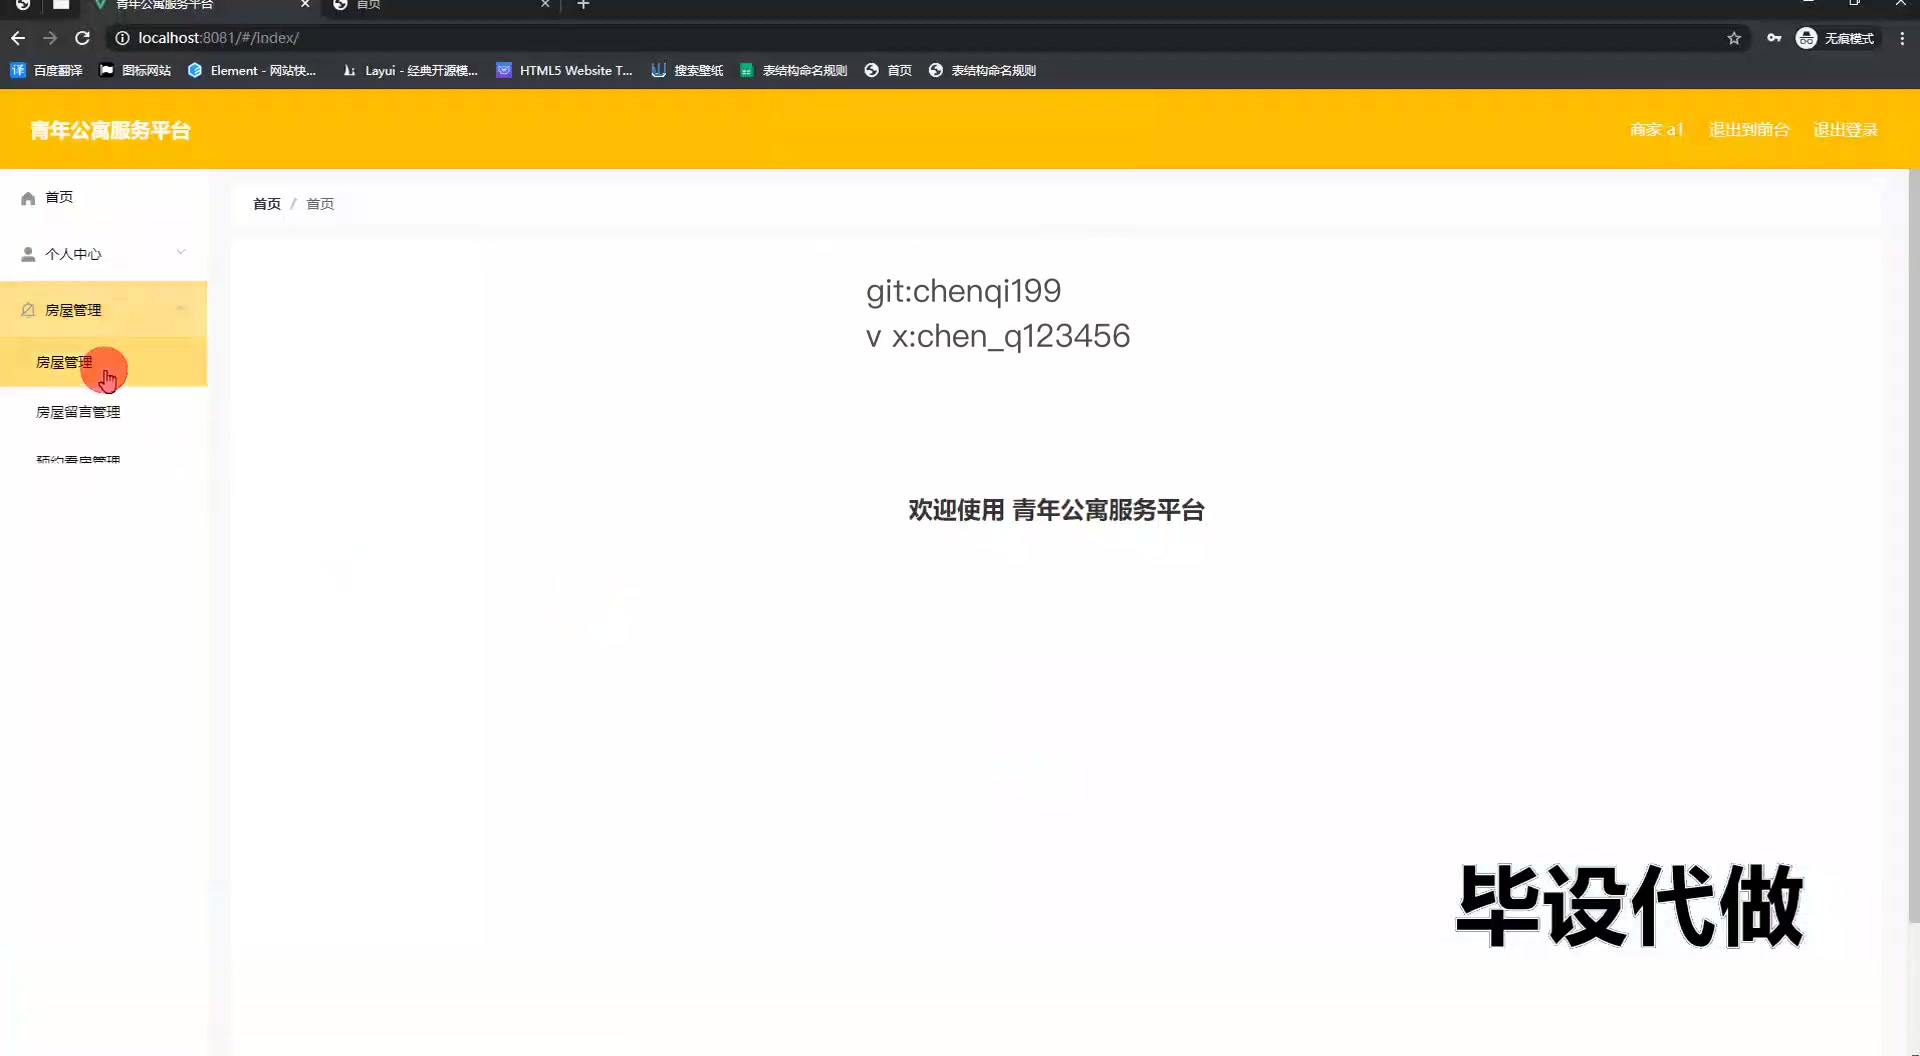 青年公寓服务平台
首页
localhost:8081/#/index/
无痕模式
百度翻译
图标网站
Element - 网站快...
Layui - 经典开源模...
HTML5 Website T...
搜索壁纸
表结构命名规则
首页
表结构命名规则
青年公寓服务平台
商家 a1
退出到前台
退出登录
首页
个人中心
房屋管理
房屋管理
房屋留言管理
预约看房管理
首页 / 首页
git:chenqi199
v x:chen_q123456
欢迎使用 青年公寓服务平台
毕设代做